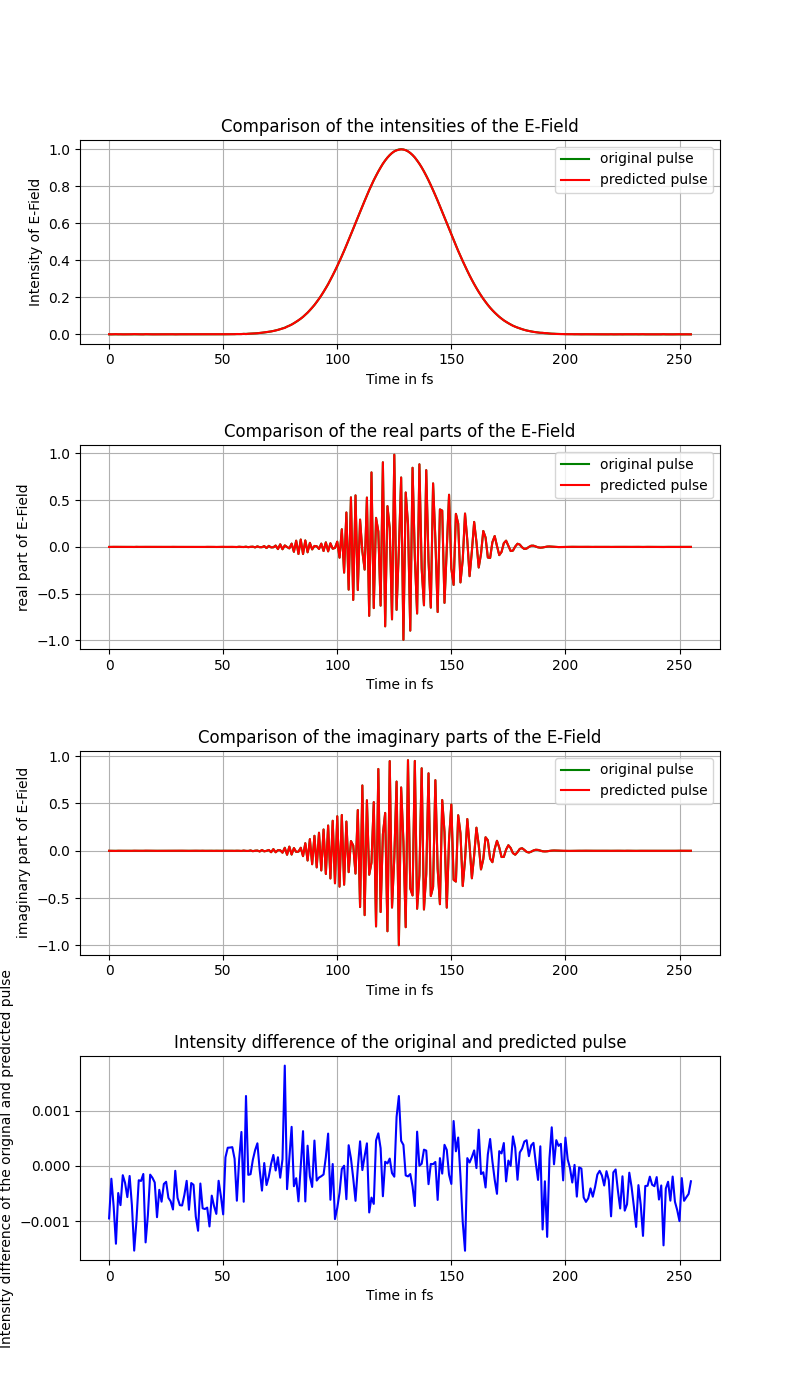 Comparison of the intensities of the E-Field
Intensity of E-Field
1.0
0.8
0.6
0.4
0.2
0.0
original pulse
predicted pulse
0 50 100 150 200 250
Time in fs
Comparison of the real parts of the E-Field
real part of E-Field
1.0
0.5
0.0
−0.5
−1.0
original pulse
predicted pulse
0 50 100 150 200 250
Time in fs
Comparison of the imaginary parts of the E-Field
imaginary part of E-Field
1.0
0.5
0.0
−0.5
−1.0
original pulse
predicted pulse
0 50 100 150 200 250
Time in fs
Intensity difference of the original and predicted pulse
Intensity difference of the original and predicted pulse
0.001
0.000
−0.001
0 50 100 150 200 250
Time in fs